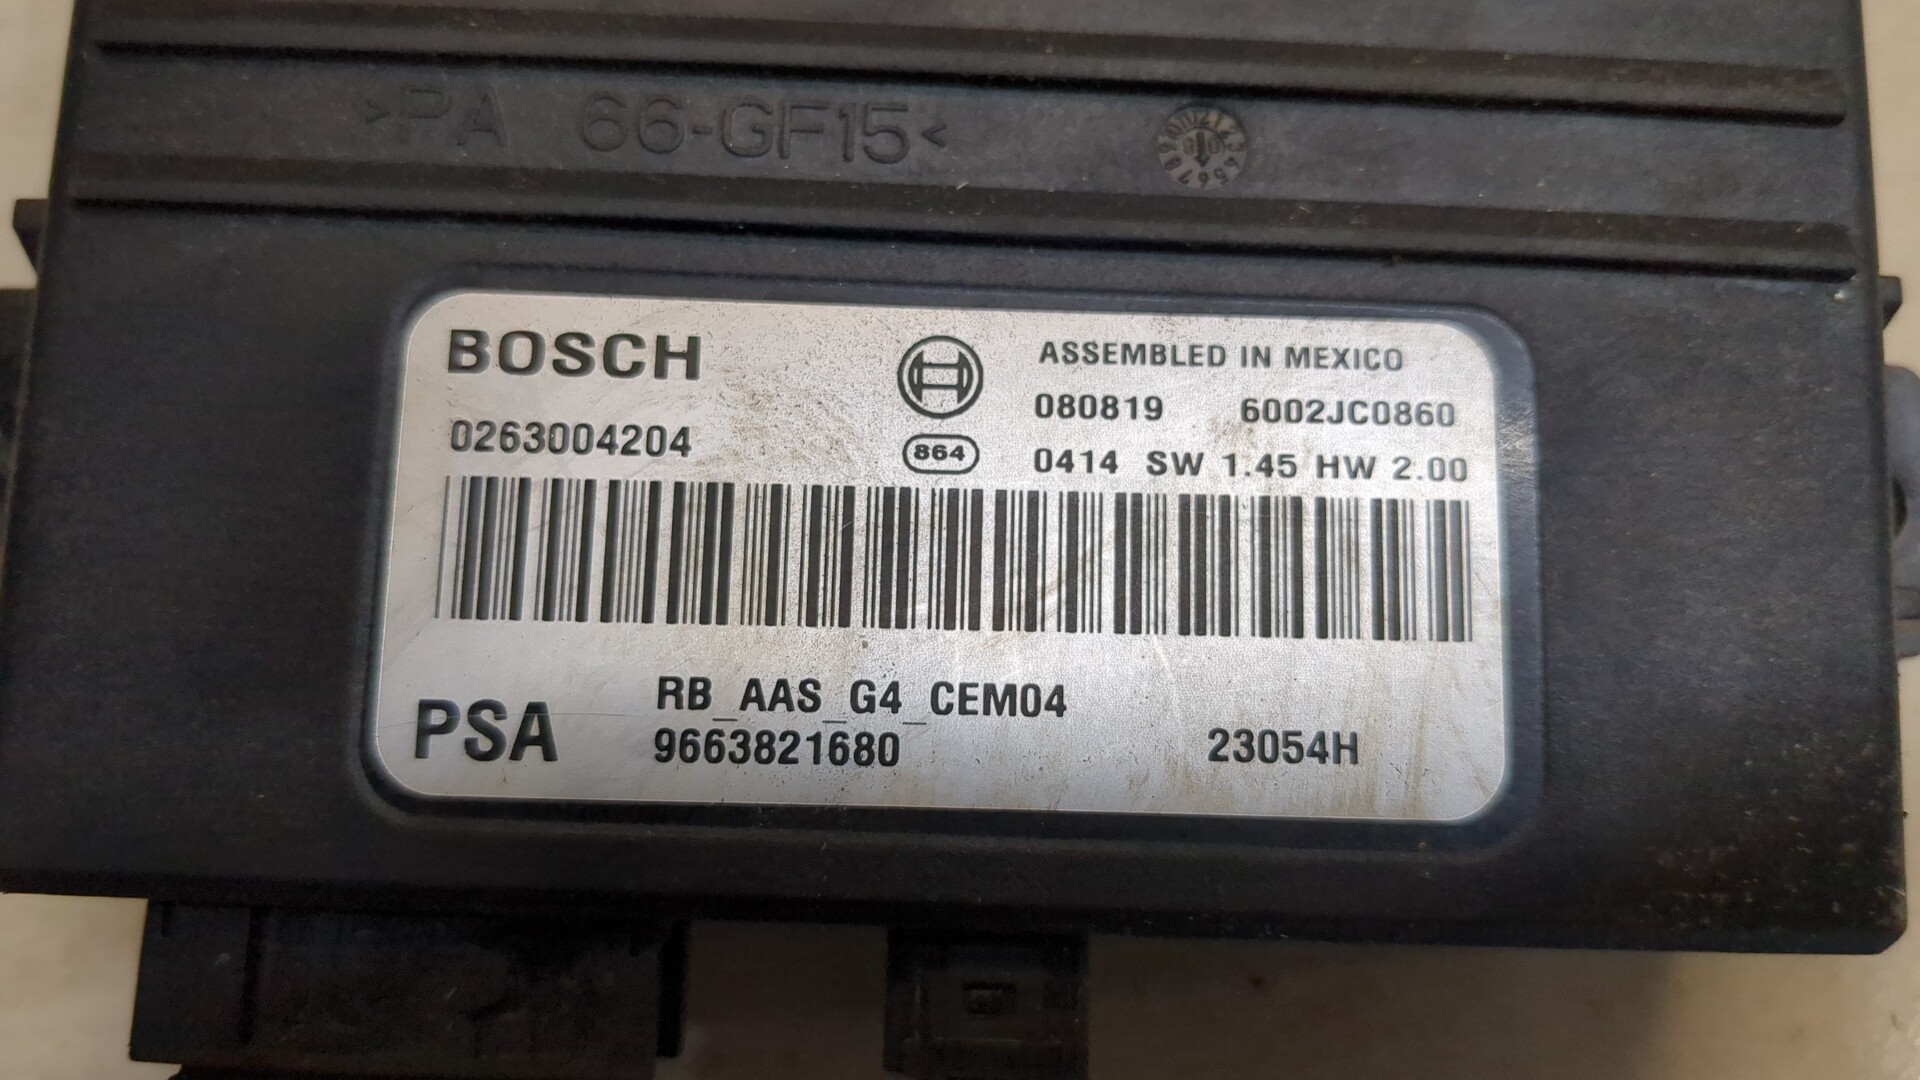 >PA 66-GF15<
BOSCH
0263004204
864
ASSEMBLED IN MEXICO
080819 6002JC0860
0414 SW 1.45 HW 2.00
PSA
RB_AAS_G4_CEM04
9663821680 23054H